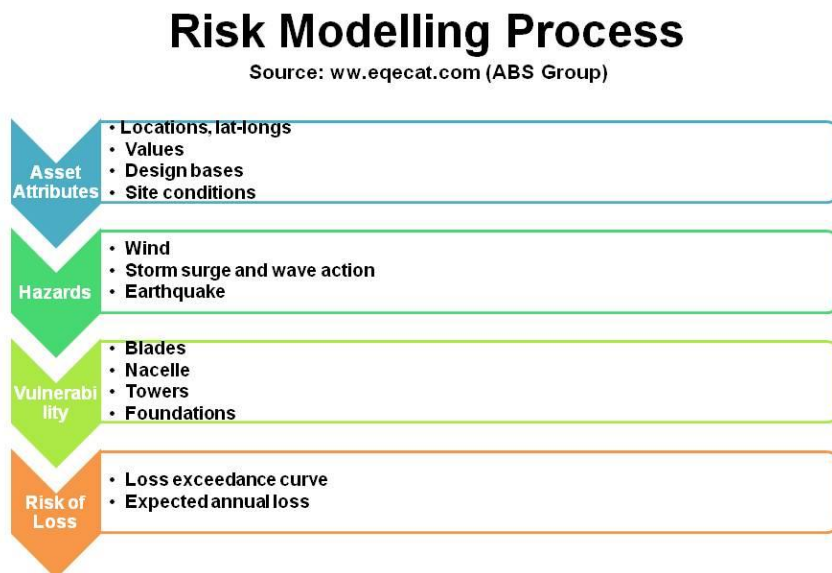 Risk Modelling Process
Source: ww.eqecat.com (ABS Group)
Asset
Attributes
• Locations, lat-longs
• Values
• Design bases
• Site conditions
Hazards
• Wind
• Storm surge and wave action
• Earthquake
Vulnerabi
lity
• Blades
• Nacelle
• Towers
• Foundations
Risk of
Loss
• Loss exceedance curve
• Expected annual loss